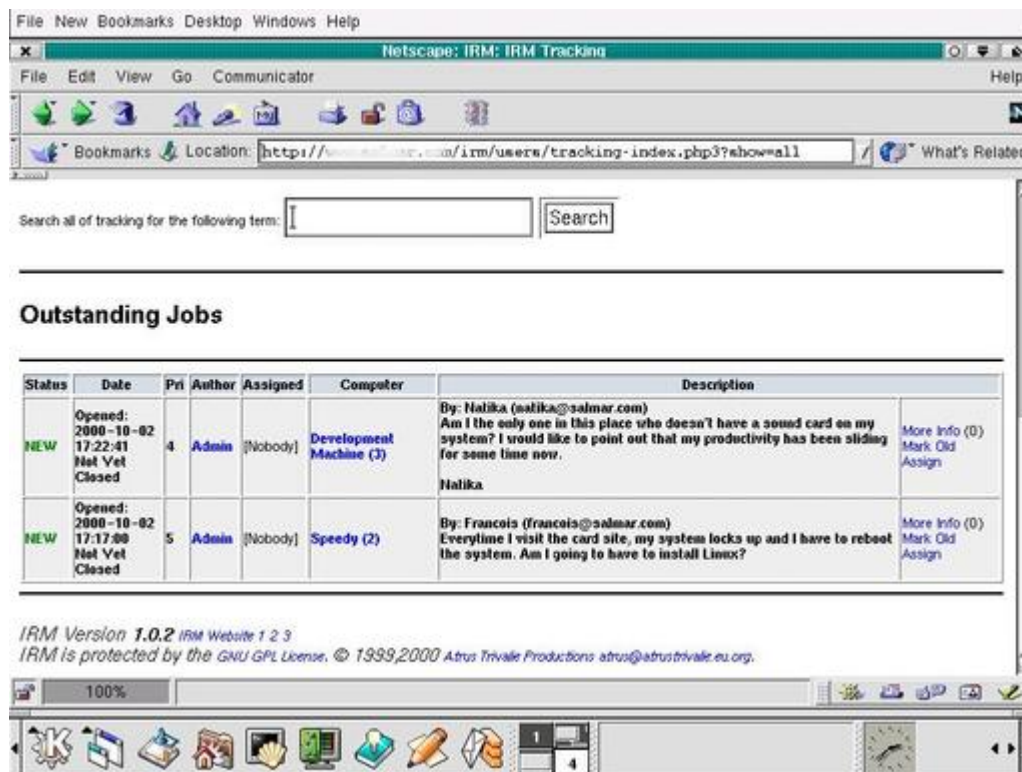 File New Bookmarks Desktop Windows Help
Netscape: IRM: IRM Tracking
File Edit View Go Communicator Help
Bookmarks Location: http:// /irm/users/tracking-index.php3?show=all What's Related
Search all of tracking for the following term: Search
Outstanding Jobs
Status Date Pri Author Assigned Computer Description
NEW
Opened:
2000-10-02
17:22:41
Not Yet
Closed
4
Admin
[Nobody]
Development
Machine (3)
By: Natika (natika@salmar.com)
Am I the only one in this place who doesn't have a sound card on my
system? I would like to point out that my productivity has been sliding
for some time now.
Natika
More Info (0)
Mark Old
Assign
NEW
Opened:
2000-10-02
17:17:08
Not Yet
Closed
5
Admin
[Nobody]
Speedy (2)
By: Francois (francois@salmar.com)
Everytime I visit the card site, my system locks up and I have to reboot
the system. Am I going to have to install Linux?
More Info (0)
Mark Old
Assign
IRM Version 1.0.2 IRM Website 1 2 3
IRM is protected by the GNU GPL License. © 1999,2000 Atrus Trivalie Productions atrus@atrustrivalie.eu.org.
100%
1
4